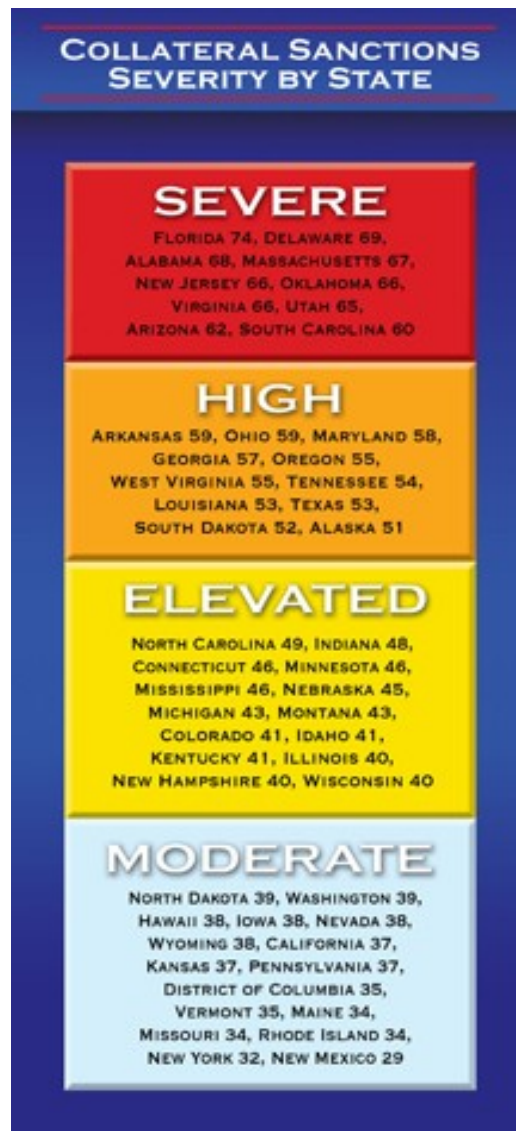 COLLATERAL SANCTIONS
SEVERITY BY STATE
SEVERE
FLORIDA 74, DELAWARE 69,
ALABAMA 68, MASSACHUSETTS 67,
NEW JERSEY 66, OKLAHOMA 66,
VIRGINIA 66, UTAH 65,
ARIZONA 62, SOUTH CAROLINA 60
HIGH
ARKANSAS 59, OHIO 59, MARYLAND 58,
GEORGIA 57, OREGON 55,
WEST VIRGINIA 55, TENNESSEE 54,
LOUISIANA 53, TEXAS 53,
SOUTH DAKOTA 52, ALASKA 51
ELEVATED
NORTH CAROLINA 49, INDIANA 48,
CONNECTICUT 46, MINNESOTA 46,
MISSISSIPPI 46, NEBRASKA 45,
MICHIGAN 43, MONTANA 43,
COLORADO 41, IDAHO 41,
KENTUCKY 41, ILLINOIS 40,
NEW HAMPSHIRE 40, WISCONSIN 40
MODERATE
NORTH DAKOTA 39, WASHINGTON 39,
HAWAII 38, IOWA 38, NEVADA 38,
WYOMING 38, CALIFORNIA 37,
KANSAS 37, PENNSYLVANIA 37,
DISTRICT OF COLUMBIA 35,
VERMONT 35, MAINE 34,
MISSOURI 34, RHODE ISLAND 34,
NEW YORK 32, NEW MEXICO 29